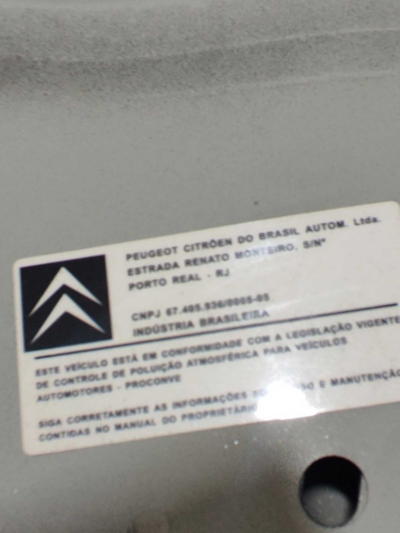 PEUGEOT CITRÖEN DO BRASIL AUTOM. Ltda.
ESTRADA RENATO MONTEIRO, S/Nº
PORTO REAL - RJ
CNPJ 67.405.936/0005-05
INDÚSTRIA BRASILEIRA
ESTE VEÍCULO ESTÁ EM CONFORMIDADE COM A LEGISLAÇÃO VIGENTE
DE CONTROLE DE POLUIÇÃO ATMOSFÉRICA PARA VEÍCULOS
AUTOMOTORES - PROCONVE
SIGA CORRETAMENTE AS INFORMAÇÕES E MANUTENÇÃO
CONTIDAS NO MANUAL DO PROPRIETÁRIO